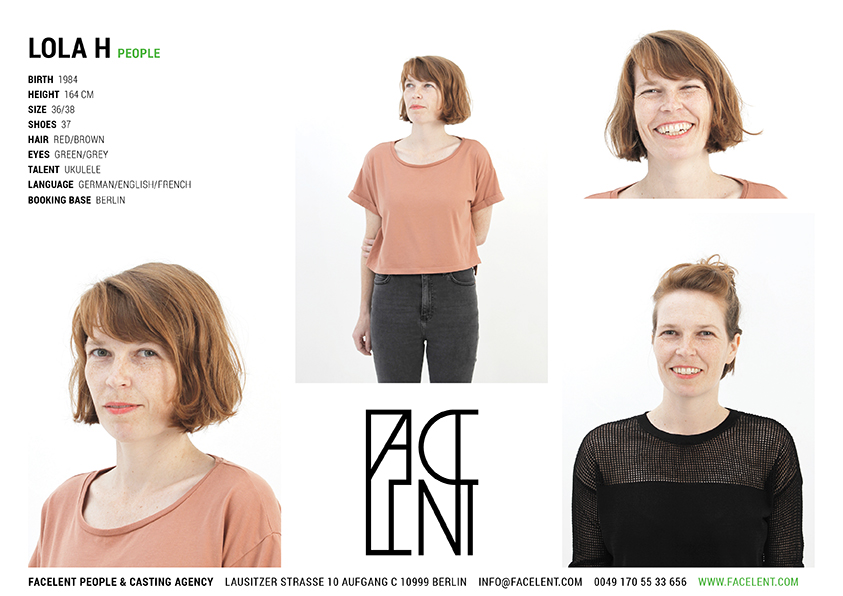 LOLA H PEOPLE
BIRTH 1984
HEIGHT 164 CM
SIZE 36/38
SHOES 37
HAIR RED/BROWN
EYES GREEN/GREY
TALENT UKULELE
LANGUAGE GERMAN/ENGLISH/FRENCH
BOOKING BASE BERLIN
FACE
LENT
FACELENT PEOPLE & CASTING AGENCY LAUSITZER STRASSE 10 AUFGANG C 10999 BERLIN INFO@FACELENT.COM 0049 170 55 33 656 WWW.FACELENT.COM